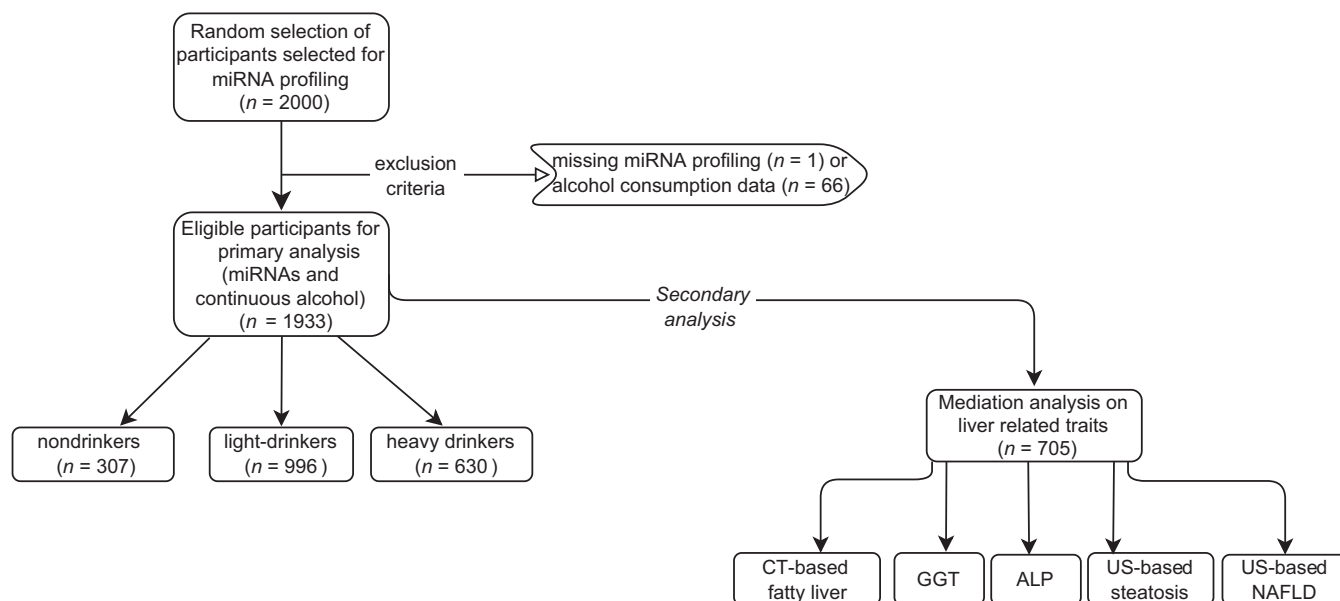 Random selection of
participants selected for
miRNA profiling
(n = 2000)
exclusion
criteria
missing miRNA profiling (n = 1) or
alcohol consumption data (n = 66)
Eligible participants for
primary analysis
(miRNAs and
continuous alcohol)
(n = 1933)
Secondary
analysis
nondrinkers
(n = 307)
light-drinkers
(n = 996)
heavy drinkers
(n = 630 )
Mediation analysis on
liver related traits
(n = 705)
CT-based
fatty liver
GGT
ALP
US-based
steatosis
US-based
NAFLD